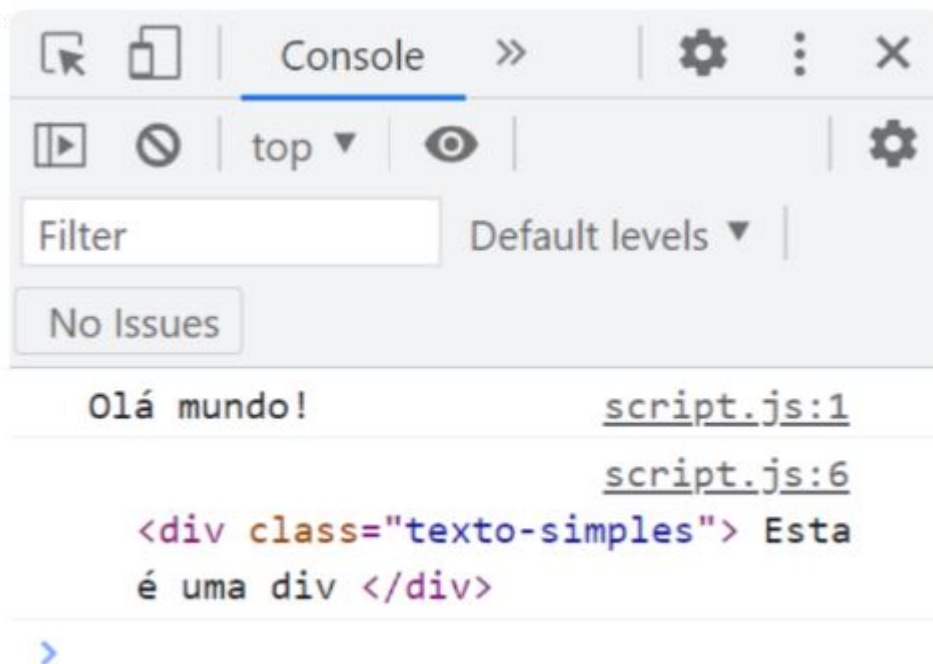 Console »
top ▼
Filter Default levels ▼
No Issues
Olá mundo! script.js:1
script.js:6
<div class="texto-simples"> Esta
é uma div </div>
>